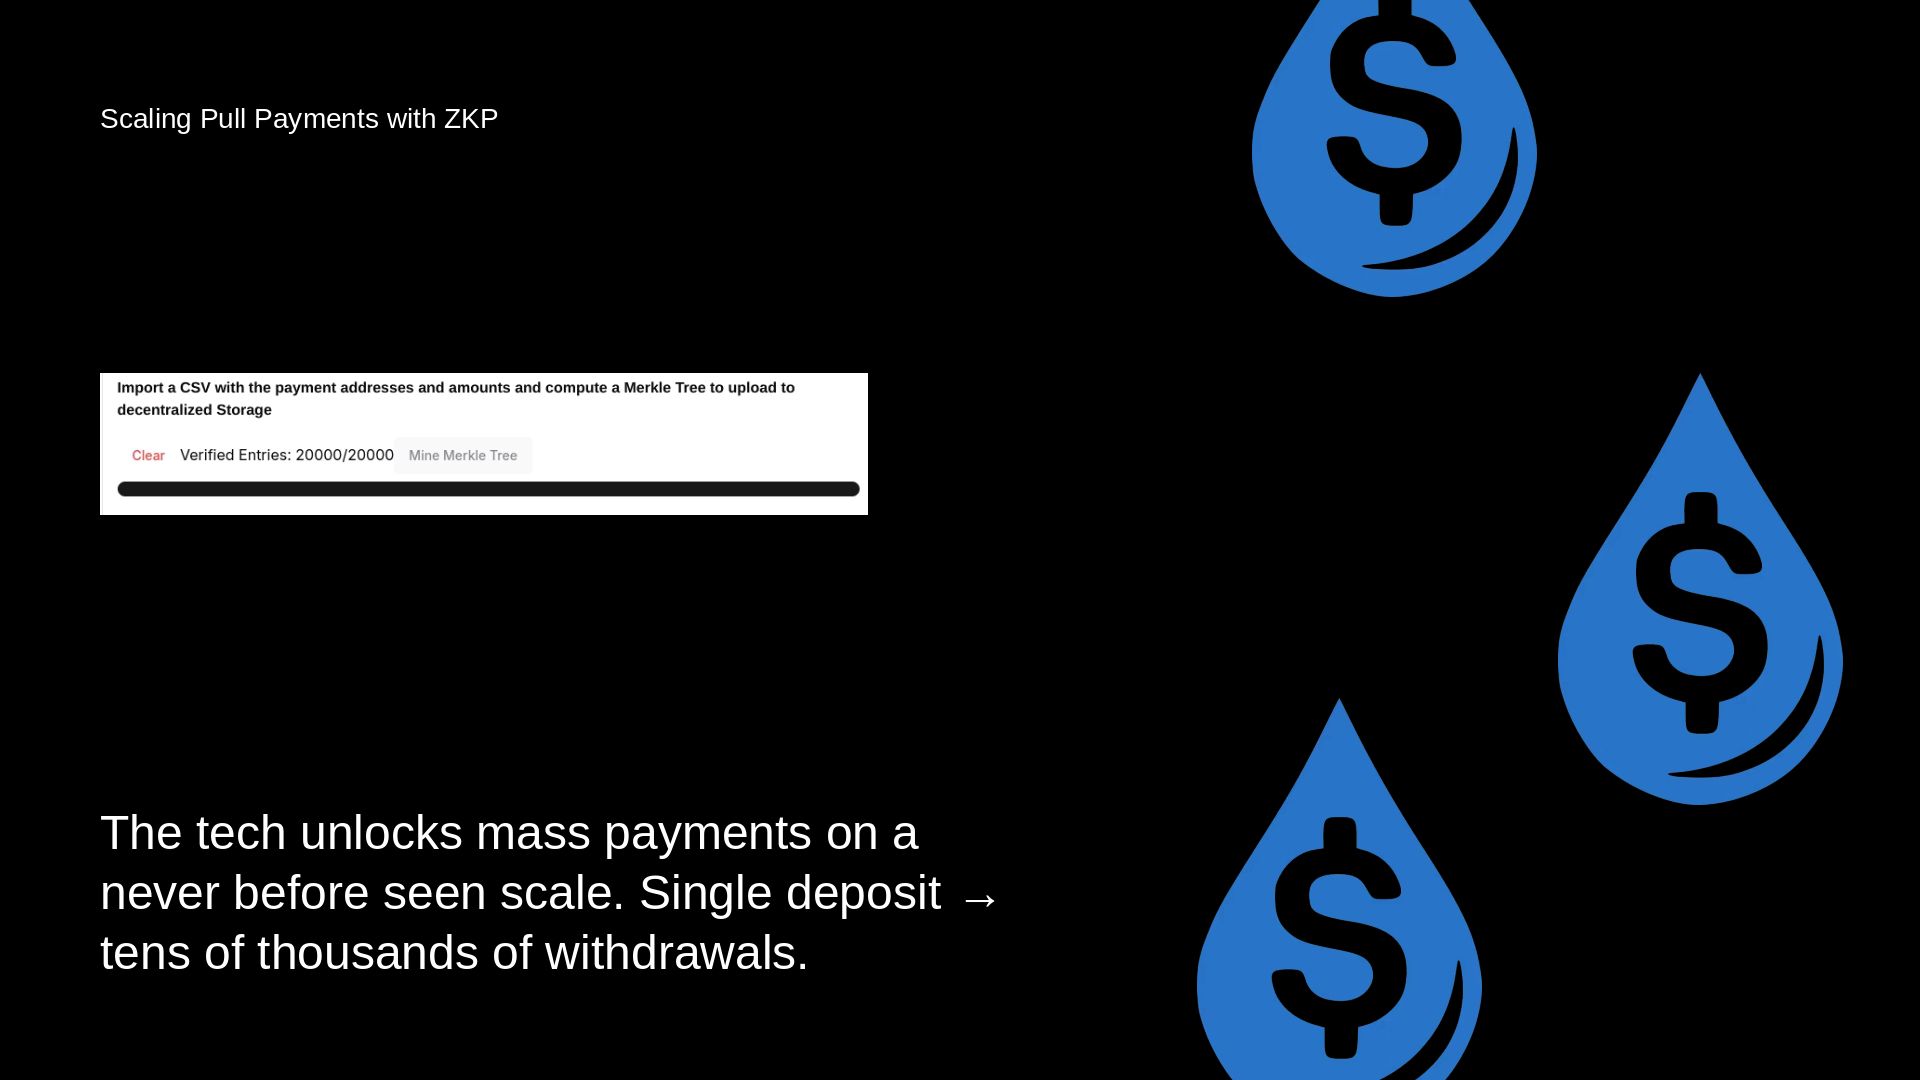 Scaling Pull Payments with ZKP
Import a CSV with the payment addresses and amounts and compute a Merkle Tree to upload to
decentralized Storage
Clear Verified Entries: 20000/20000 Mine Merkle Tree
The tech unlocks mass payments on a
never before seen scale. Single deposit →
tens of thousands of withdrawals.
$
$
$